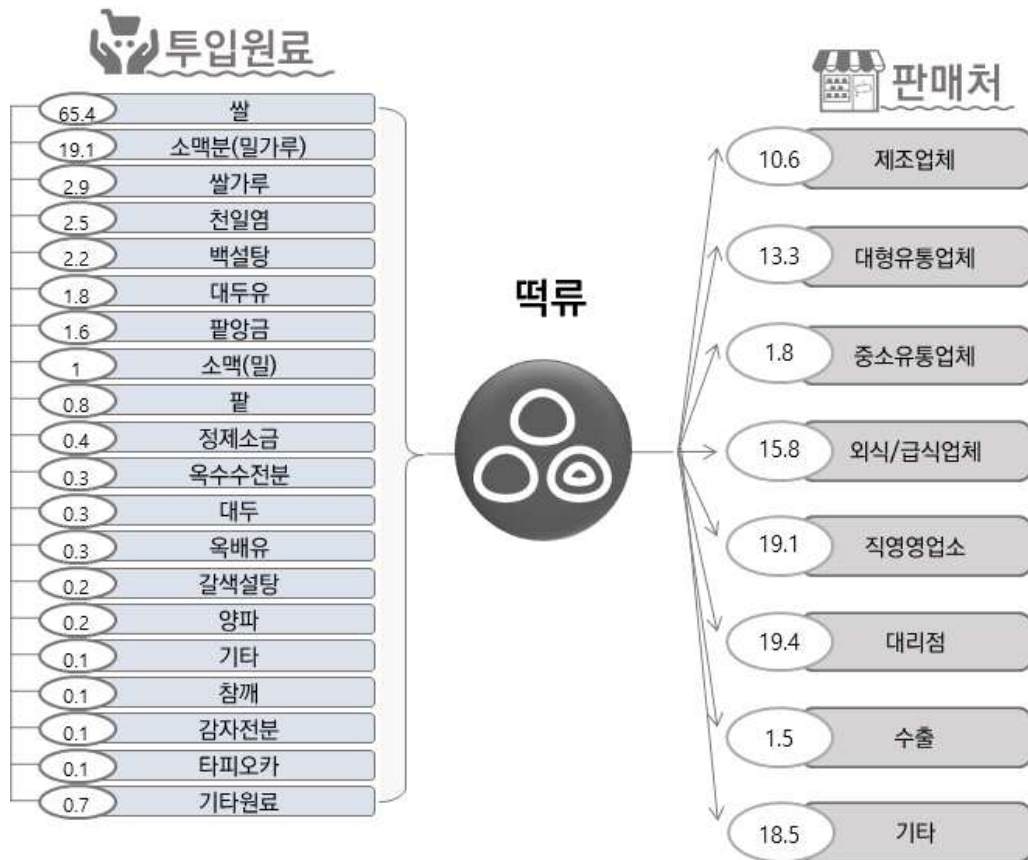 투입원료
65.4 쌀
19.1 소맥분(밀가루)
2.9 쌀가루
2.5 천일염
2.2 백설탕
1.8 대두유
1.6 팥앙금
1 소맥(밀)
0.8 팥
0.4 정제소금
0.3 옥수수전분
0.3 대두
0.3 옥배유
0.2 갈색설탕
0.2 양파
0.1 기타
0.1 참깨
0.1 감자전분
0.1 타피오카
0.7 기타원료
떡류
판매처
10.6 제조업체
13.3 대형유통업체
1.8 중소유통업체
15.8 외식/급식업체
19.1 직영영업소
19.4 대리점
1.5 수출
18.5 기타